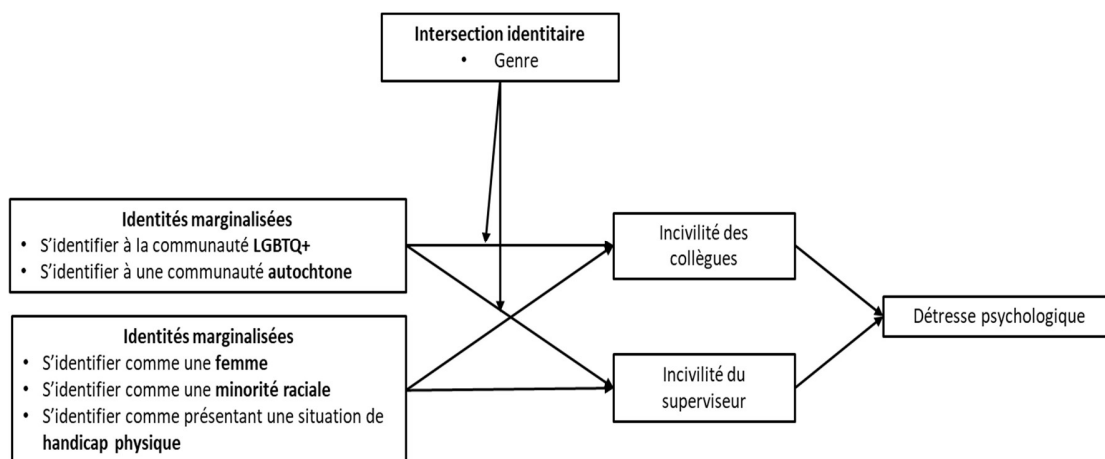 Intersection identitaire
• Genre
Identités marginalisées
• S'identifier à la communauté LGBTQ+
• S'identifier à une communauté autochtone
Identités marginalisées
• S'identifier comme une femme
• S'identifier comme une minorité raciale
• S'identifier comme présentant une situation de
handicap physique
Incivilité des
collègues
Incivilité du
superviseur
Détresse psychologique